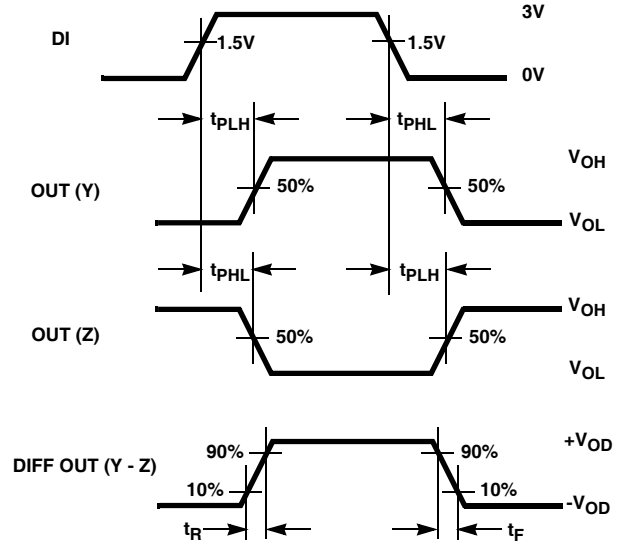 3V
DI
1.5V
1.5V
0V
tPLH
tPHL
VOH
OUT (Y)
50%
50%
VOL
tPHL
tPLH
VOH
OUT (Z)
50%
50%
VOL
+VOD
90%
90%
DIFF OUT (Y - Z)
10%
10%
-VOD
tR
tF